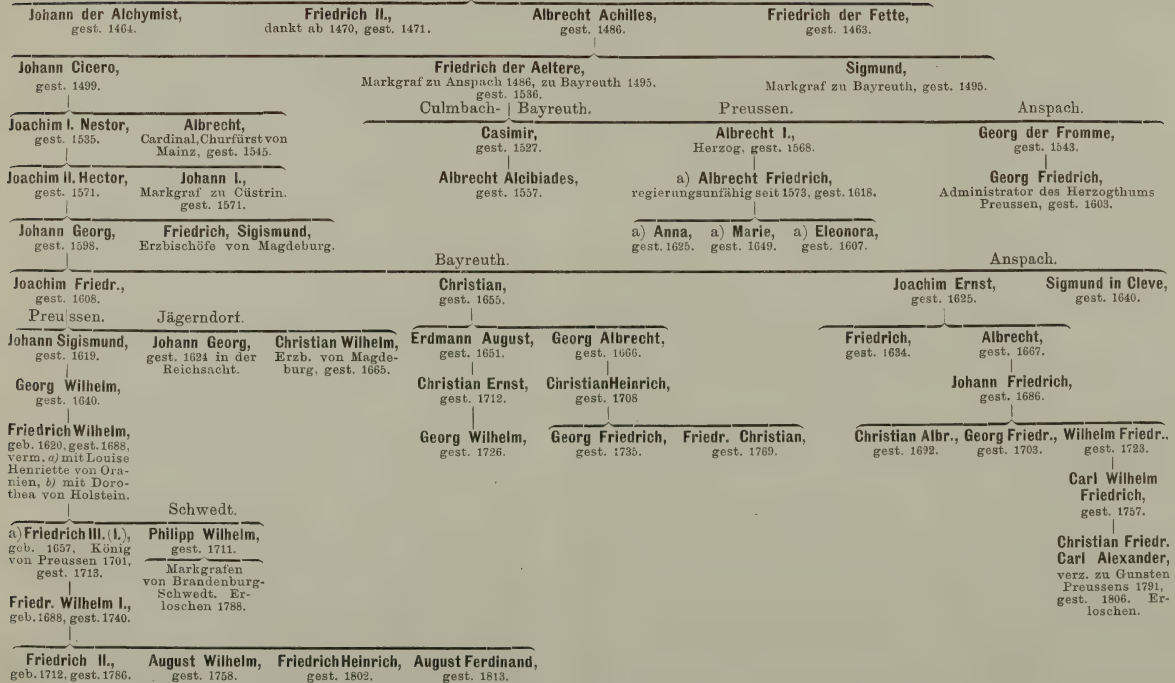 Johann der Alchymist, Friedrich II., Albrecht Achilles, Friedrich der Fette,
gest. 1464. dankt ab 1470, gest. 1471. gest. 1486. gest. 1463.
Johann Cicero, Friedrich der Aeltere, Sigmund,
gest. 1499. Markgraf zu Anspach 1486, zu Bayreuth 1495. Markgraf zu Bayreuth, gest. 1495.
gest. 1536.
Culmbach- Bayreuth. Preussen. Anspach.
Joachim I. Nestor, Albrecht, Casimir, Albrecht I., Georg der Fromme,
gest. 1535. Cardinal, Churfürst von gest. 1527. Herzog, gest. 1568. gest. 1543.
Mainz, gest. 1545.
Joachim II. Hector, Johann I., Albrecht Alcibiades, a) Albrecht Friedrich, Georg Friedrich,
gest. 1571. Markgraf zu Cüstrin. gest. 1557. regierungsunfähig seit 1573, gest. 1618. Administrator des Herzogthums
gest. 1571. Preussen, gest. 1603.
Johann Georg, Friedrich, Sigismund, a) Anna, a) Marie, a) Eleonora,
gest. 1598. Erzbischöfe von Magdeburg. gest. 1625. gest. 1649. gest. 1607.
Bayreuth. Anspach.
Joachim Friedr., Christian, Joachim Ernst, Sigmund in Cleve,
gest. 1608. gest. 1655. gest. 1625. gest. 1640.
Preussen. Jägerndorf.
Johann Sigismund, Johann Georg, Christian Wilhelm, Erdmann August, Georg Albrecht, Friedrich, Albrecht,
gest. 1619. gest. 1624 in der Erzb. von Magde- gest. 1651. gest. 1666. gest. 1634. gest. 1667.
Reichsacht. burg, gest. 1665.
Georg Wilhelm, Christian Ernst, Christian Heinrich, Johann Friedrich,
gest. 1640. gest. 1712. gest. 1708 gest. 1686.
Friedrich Wilhelm, Georg Wilhelm, Georg Friedrich, Friedr. Christian, Christian Albr., Georg Friedr., Wilhelm Friedr..
geb. 1620, gest. 1688, gest. 1726. gest. 1735. gest. 1769. gest. 1692. gest. 1703. gest. 1723.
verm. a) mit Louise
Henriette von Ora-
nien, b) mit Doro-
thea von Holstein.
Carl Wilhelm
Friedrich,
gest. 1757.
Schwedt.
a) Friedrich III. (I.), Philipp Wilhelm,
geb. 1657, König gest. 1711.
von Preussen 1701, Markgrafen
gest. 1713. von Brandenburg-
Schwedt. Er-
loschen 1788.
Christian Friedr.
Carl Alexander,
verz. zu Gunsten
Preussens 1791,
gest. 1806. Er-
loschen.
Friedr. Wilhelm I.,
geb. 1688, gest. 1740.
Friedrich II., August Wilhelm, Friedrich Heinrich, August Ferdinand,
geb. 1712, gest. 1786. gest. 1758. gest. 1802. gest. 1813.